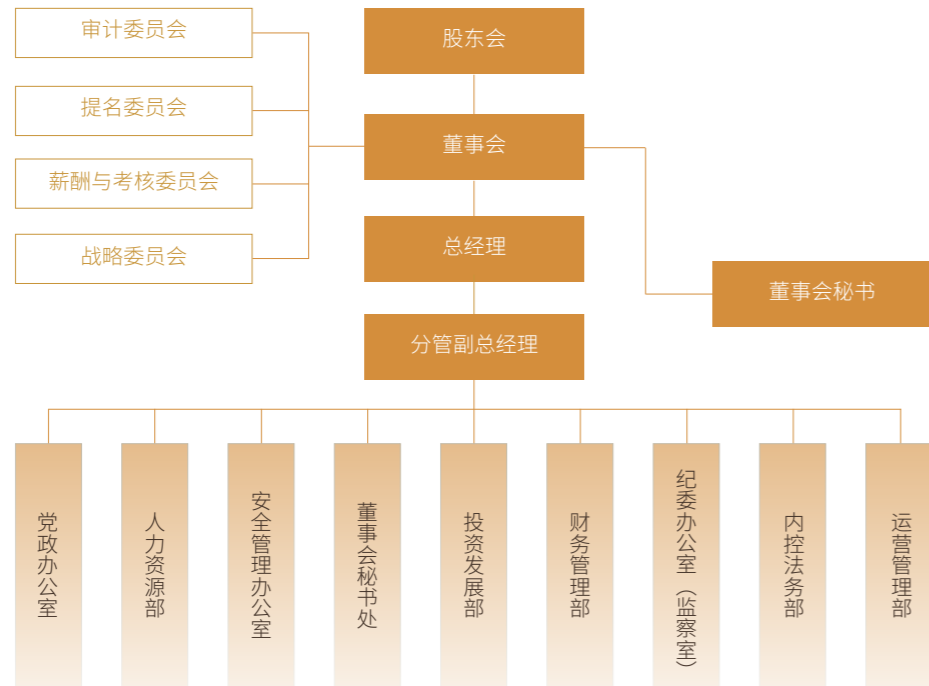 审计委员会
提名委员会
薪酬与考核委员会
战略委员会
股东会
董事会
总经理
分管副总经理
董事会秘书
党政办公室
人力资源部
安全管理办公室
董事会秘书处
投资发展部
财务管理部
纪委办公室（监察室）
内控法务部
运营管理部